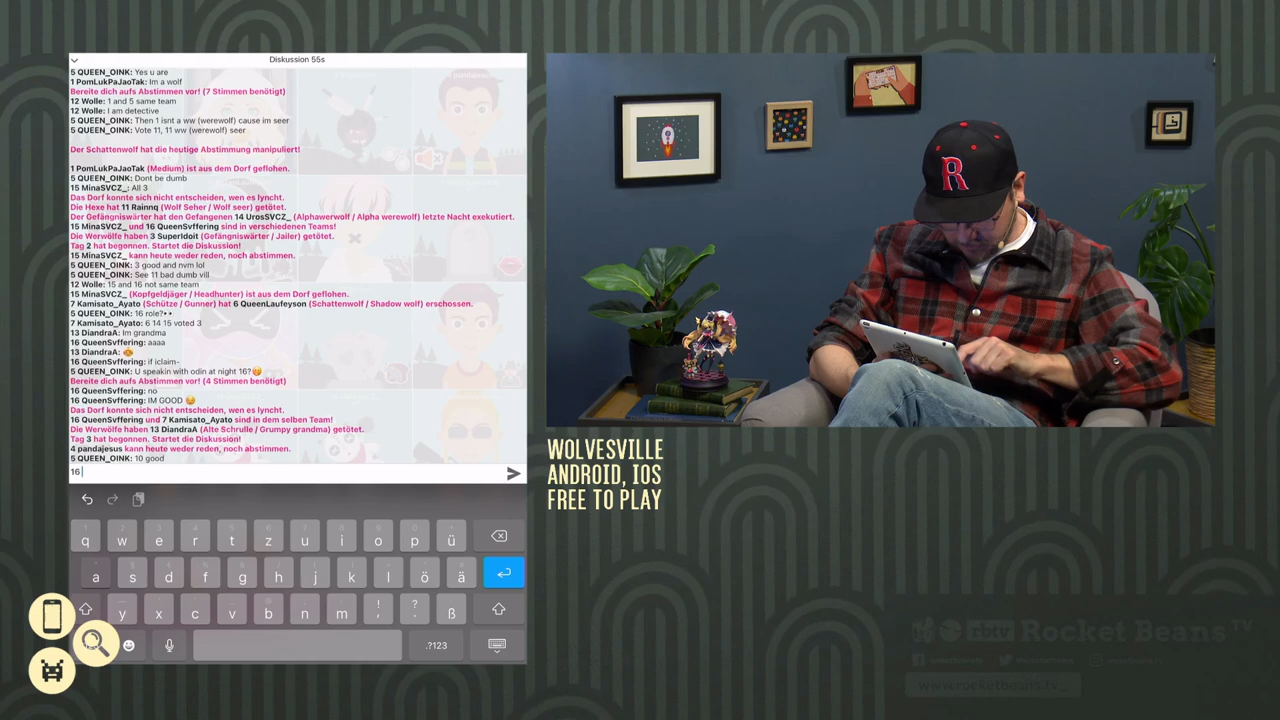 Diskussion 55s
5 QUEEN_OINK: Yes u are
1 PomLukPaJaoTak: Im a wolf
Bereite dich aufs Abstimmen vor! (7 Stimmen benötigt)
12 Wolle: 1 and 5 same team
12 Wolle: I am detective
5 QUEEN_OINK: Then 1 isnt a ww (werewolf) cause im seer
5 QUEEN_OINK: Vote 11, 11 ww (werewolf) seer
Der Schattenwolf hat die heutige Abstimmung manipuliert!
1 PomLukPaJaoTak (Medium) ist aus dem Dorf geflohen.
5 QUEEN_OINK: Dont be dumb
15 MinaSVCZ_: All 3
Das Dorf konnte sich nicht entscheiden, wen es lyncht.
Die Hexe hat 11 Rainnq (Wolf Seher / Wolf seer) getötet.
Der Gefängniswärter hat den Gefangenen 14 UrosSVCZ_ (Alphawerwolf / Alpha werewolf) letzte Nacht exekutiert.
15 MinaSVCZ_ und 16 QueenSvffering sind in verschiedenen Teams!
Die Werwölfe haben 3 SuperIdoit (Gefängniswärter / Jailer) getötet.
Tag 2 hat begonnen. Startet die Diskussion!
15 MinaSVCZ_ kann heute weder reden, noch abstimmen.
5 QUEEN_OINK: 3 good and nvm lol
5 QUEEN_OINK: See 11 bad dumb vill
12 Wolle: 15 and 16 not same team
15 MinaSVCZ_ (Kopfgeldjäger / Headhunter) ist aus dem Dorf geflohen.
7 Kamisato_Ayato (Schütze / Gunner) hat 6 QueenLaufeyson (Schattenwolf / Shadow wolf) erschossen.
5 QUEEN_OINK: 16 role?👀
7 Kamisato_Ayato: 6 14 15 voted 3
13 DiandraA: Im grandma
16 QueenSvffering: aaaa
13 DiandraA: 
16 QueenSvffering: if iclaim-
5 QUEEN_OINK: U speakin with odin at night 16?
Bereite dich aufs Abstimmen vor! (4 Stimmen benötigt)
16 QueenSvffering: no
16 QueenSvffering: IM GOOD
Das Dorf konnte sich nicht entscheiden, wen es lyncht.
16 QueenSvffering und 7 Kamisato_Ayato sind in dem selben Team!
Die Werwölfe haben 13 DiandraA (Alte Schrulle / Grumpy grandma) getötet.
Tag 3 hat begonnen. Startet die Diskussion!
4 pandajesus kann heute weder reden, noch abstimmen.
5 QUEEN_OINK: 10 good
16
q w e r t z u i o p ü
a s d f g h j k l ö ä
y x c v b n m ! , ? . ß
.?123
R
WOLVESVILLE
ANDROID, IOS
FREE TO PLAY
rbtv Rocket Beans TV
www.rocketbeans.tv_